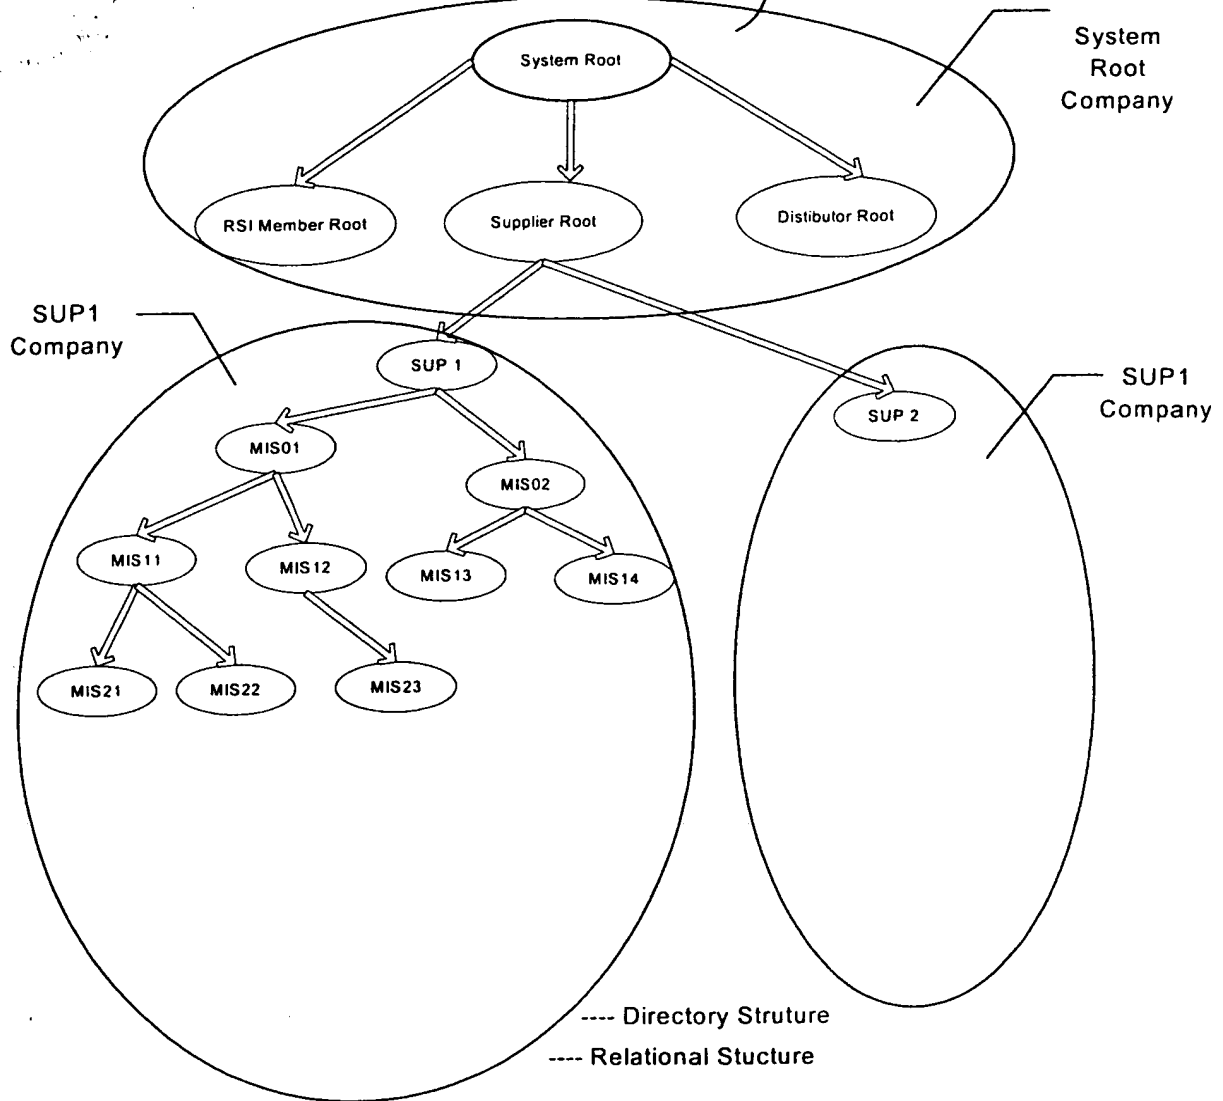 System
Root
Company
System Root
RSI Member Root
Supplier Root
Distibutor Root
SUP1
Company
SUP 1
SUP1
Company
SUP 2
MIS01
MIS02
MIS11
MIS12
MIS13
MIS14
MIS21
MIS22
MIS23
---- Directory Struture
---- Relational Stucture